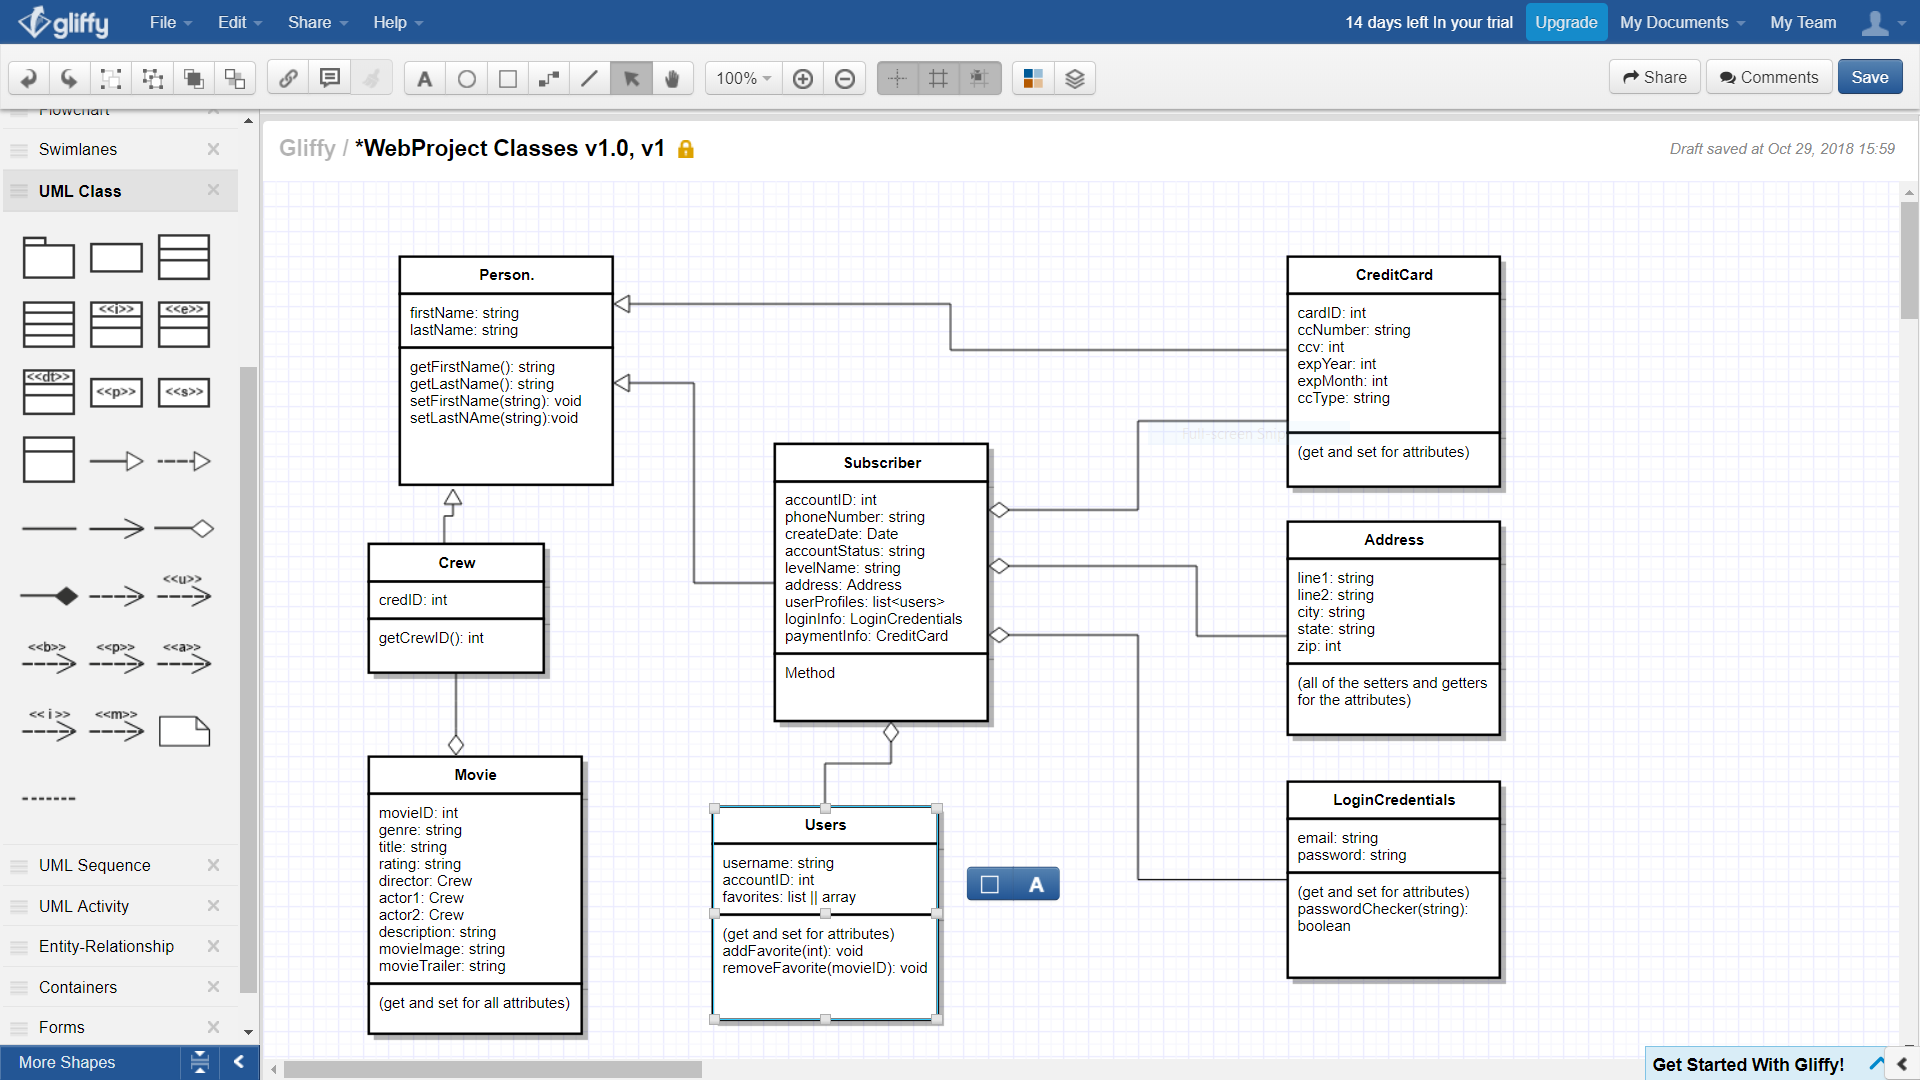 gliffy
File
Edit
Share
Help
14 days left In your trial
Upgrade
My Documents
My Team
A
100%
Share
Comments
Save
Flowchart
Swimlanes
UML Class
<<i>>
<<e>>
<<dt>>
<<p>>
<<s>>
<<u>>
<<b>>
<<p>>
<<a>>
<<i>>
<<m>>
UML Sequence
UML Activity
Entity-Relationship
Containers
Forms
More Shapes
Gliffy / *WebProject Classes v1.0, v1
Draft saved at Oct 29, 2018 15:59
Person.
firstName: string
lastName: string
getFirstName(): string
getLastName(): string
setFirstName(string): void
setLastNAme(string):void
Crew
credID: int
getCrewID(): int
Movie
movieID: int
genre: string
title: string
rating: string
director: Crew
actor1: Crew
actor2: Crew
description: string
movieImage: string
movieTrailer: string
(get and set for all attributes)
Subscriber
accountID: int
phoneNumber: string
createDate: Date
accountStatus: string
levelName: string
address: Address
userProfiles: list<users>
loginInfo: LoginCredentials
paymentInfo: CreditCard
Method
Users
username: string
accountID: int
favorites: list || array
(get and set for attributes)
addFavorite(int): void
removeFavorite(movieID): void
A
Full-screen Snip
CreditCard
cardID: int
ccNumber: string
ccv: int
expYear: int
expMonth: int
ccType: string
(get and set for attributes)
Address
line1: string
line2: string
city: string
state: string
zip: int
(all of the setters and getters
for the attributes)
LoginCredentials
email: string
password: string
(get and set for attributes)
passwordChecker(string):
boolean
Get Started With Gliffy!